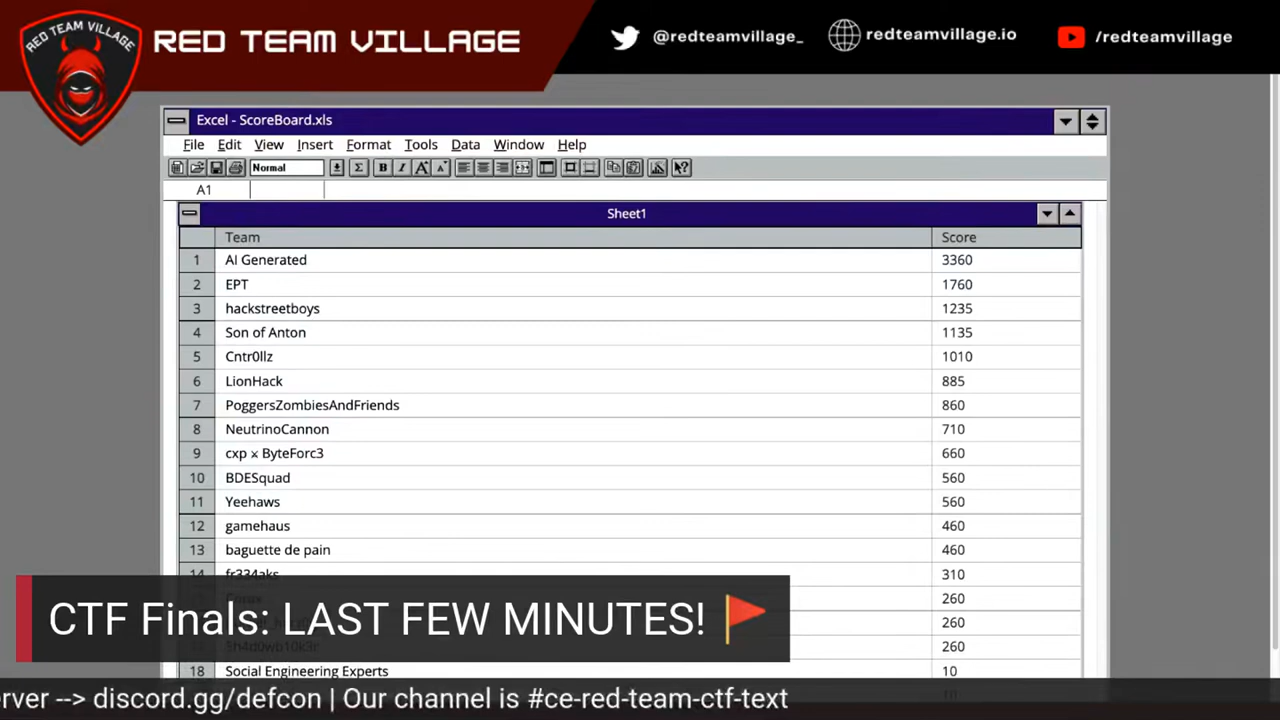 RED TEAM VILLAGE
RED TEAM VILLAGE
@redteamvillage_
redteamvillage.io
/redteamvillage
Excel - ScoreBoard.xls
File Edit View Insert Format Tools Data Window Help
Normal Σ B I A A
A1
Sheet1
Team Score
1 AI Generated 3360
2 EPT 1760
3 hackstreetboys 1235
4 Son of Anton 1135
5 Cntr0llz 1010
6 LionHack 885
7 PoggersZombiesAndFriends 860
8 NeutrinoCannon 710
9 cxp × ByteForc3 660
10 BDESquad 560
11 Yeehaws 560
12 gamehaus 460
13 baguette de pain 460
14 fr334aks 310
260
260
260
CTF Finals: LAST FEW MINUTES!
18 Social Engineering Experts 10
erver --> discord.gg/defcon | Our channel is #ce-red-team-ctf-text